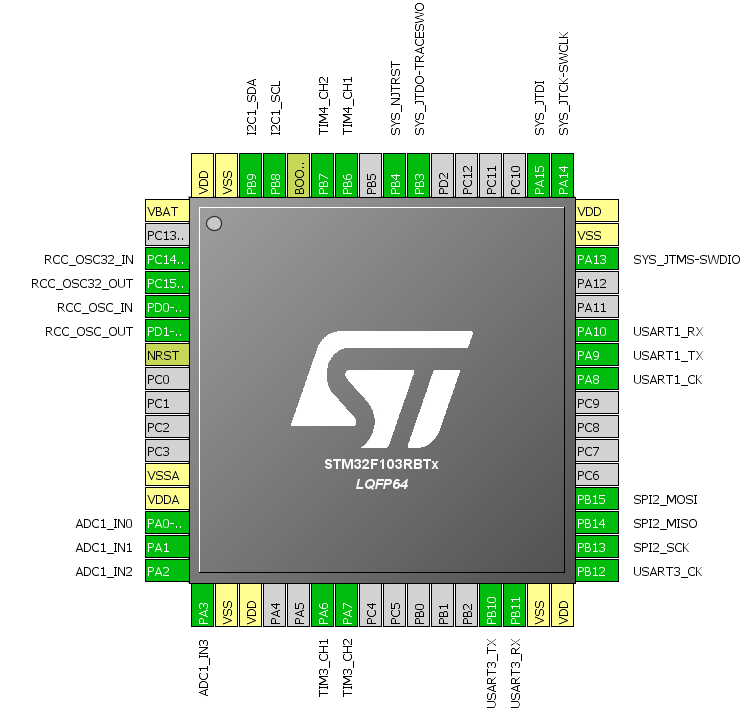 I2C1_SDA
I2C1_SCL
TIM4_CH2
TIM4_CH1
SYS_NJTRST
SYS_JTDO-TRACESWO
SYS_JTDI
SYS_JTCK-SWCLK
VDD
VSS
PB9
PB8
BOO..
PB7
PB6
PB5
PB4
PB3
PD2
PC12
PC11
PC10
PA15
PA14
VBAT
PC13..
RCC_OSC32_IN PC14..
RCC_OSC32_OUT PC15..
RCC_OSC_IN PD0-..
RCC_OSC_OUT PD1-..
NRST
PC0
PC1
PC2
PC3
VSSA
VDDA
ADC1_IN0 PA0-..
ADC1_IN1 PA1
ADC1_IN2 PA2
STM32F103RBTx
LQFP64
VDD
VSS
PA13 SYS_JTMS-SWDIO
PA12
PA11
PA10 USART1_RX
PA9 USART1_TX
PA8 USART1_CK
PC9
PC8
PC7
PC6
PB15 SPI2_MOSI
PB14 SPI2_MISO
PB13 SPI2_SCK
PB12 USART3_CK
PA3
VSS
VDD
PA4
PA5
PA6
PA7
PC4
PC5
PB0
PB1
PB2
PB10
PB11
VSS
VDD
ADC1_IN3
TIM3_CH1
TIM3_CH2
USART3_TX
USART3_RX